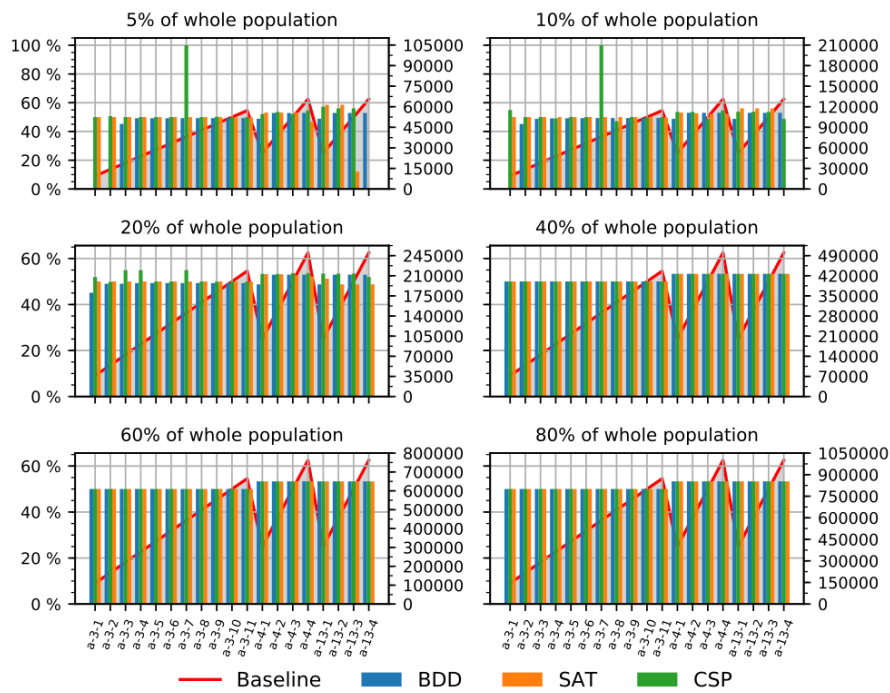 5% of whole population
10% of whole population
100 %
80 %
60 %
40 %
20 %
0 %
105000
90000
75000
60000
45000
30000
15000
0
210000
180000
150000
120000
90000
60000
30000
0
20% of whole population
40% of whole population
60 %
40 %
20 %
0 %
245000
210000
175000
140000
105000
70000
35000
0
490000
420000
350000
280000
210000
140000
70000
0
60% of whole population
80% of whole population
60 %
40 %
20 %
0 %
800000
700000
600000
500000
400000
300000
200000
100000
0
1050000
900000
750000
600000
450000
300000
150000
0
a-3-1
a-3-2
a-3-3
a-3-4
a-3-5
a-3-6
a-3-7
a-3-8
a-3-9
a-3-10
a-3-11
a-4-1
a-4-2
a-4-3
a-4-4
a-13-1
a-13-2
a-13-3
a-13-4
a-3-1
a-3-2
a-3-3
a-3-4
a-3-5
a-3-6
a-3-7
a-3-8
a-3-9
a-3-10
a-3-11
a-4-1
a-4-2
a-4-3
a-4-4
a-13-1
a-13-2
a-13-3
a-13-4
Baseline BDD SAT CSP